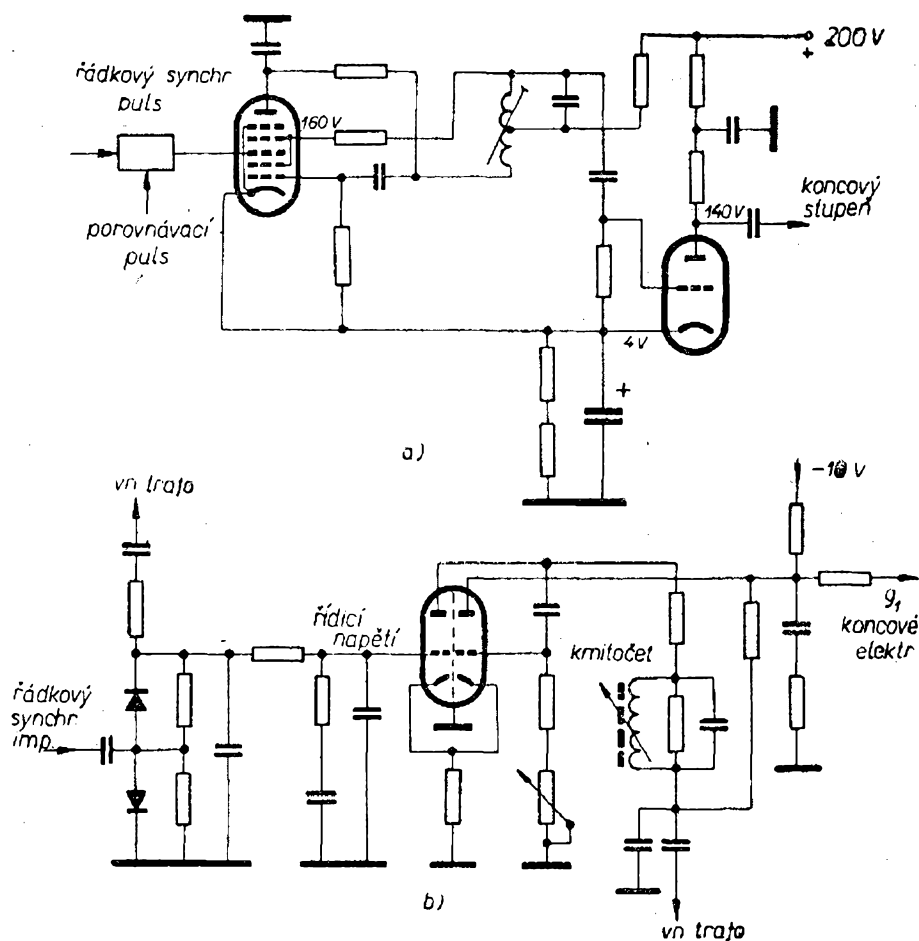 řádkový synchr
puls
160 V
200 V
+
porovnávací
puls
140 V
koncový
stupeň
4 V
+
a)
vn trafo
−10 V
řídicí
napětí
kmitočet
g1
koncové
elektr
řádkový
synchr.
imp.
b)
vn trafo